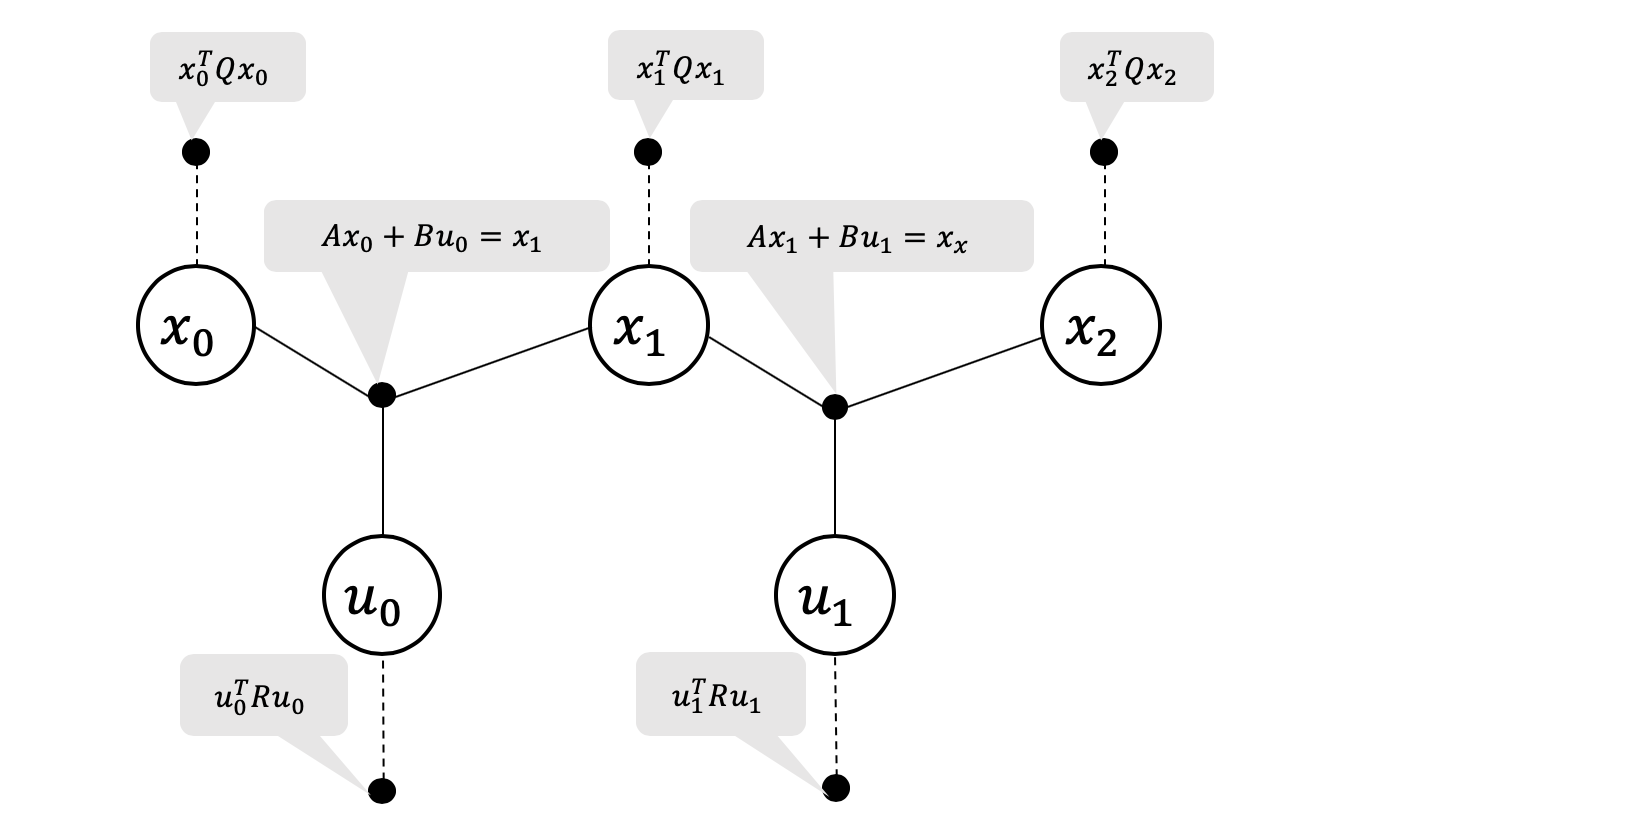 x_0^T Q x_0
x_1^T Q x_1
x_2^T Q x_2
Ax_0 + Bu_0 = x_1
Ax_1 + Bu_1 = x_x
x_0
x_1
x_2
u_0
u_1
u_0^T R u_0
u_1^T R u_1